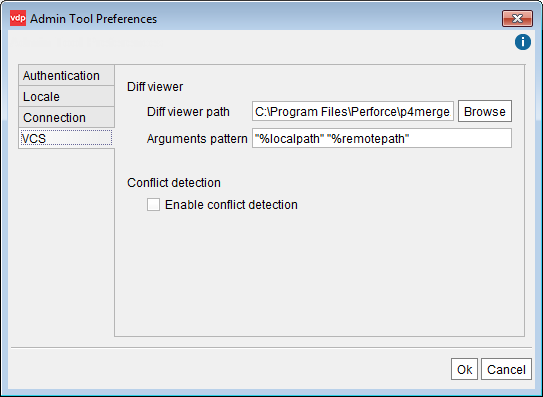 vdp Admin Tool Preferences
i
Authentication
Locale
Connection
VCS
Diff viewer
Diff viewer path C:\Program Files\Perforce\p4merge Browse
Arguments pattern "%localpath" "%remotepath"
Conflict detection
Enable conflict detection
Ok Cancel